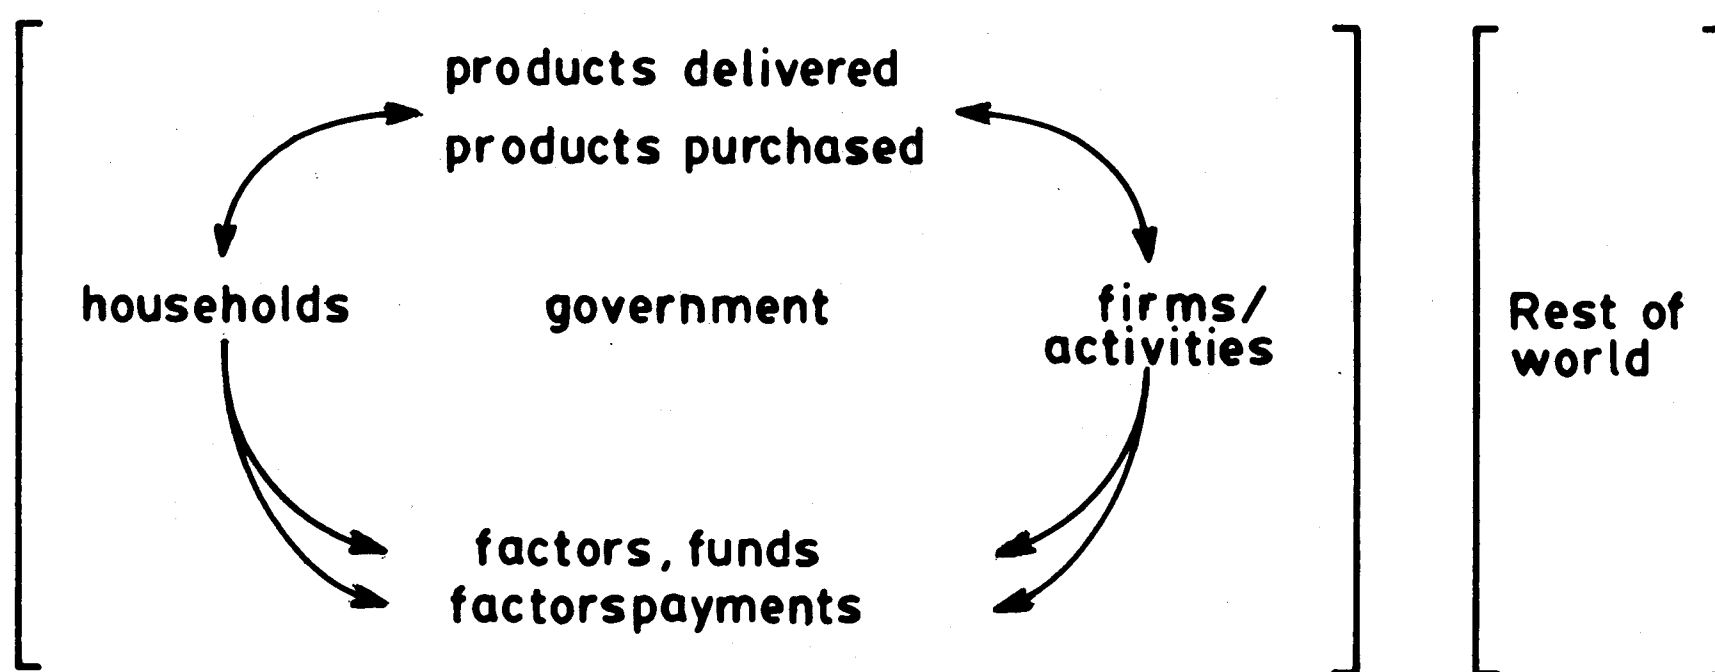 products delivered
products purchased
households
government
firms/
activities
factors, funds
factorspayments
Rest of
world